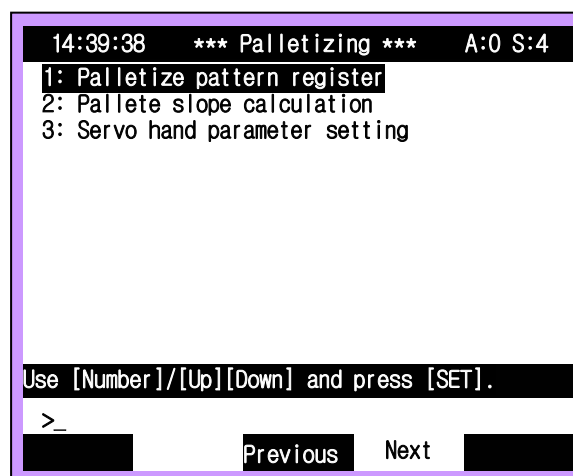 14:39:38 *** Palletizing *** A:0 S:4
1: Palletize pattern register
2: Pallete slope calculation
3: Servo hand parameter setting
Use [Number]/[Up][Down] and press [SET].
>_
Previous Next